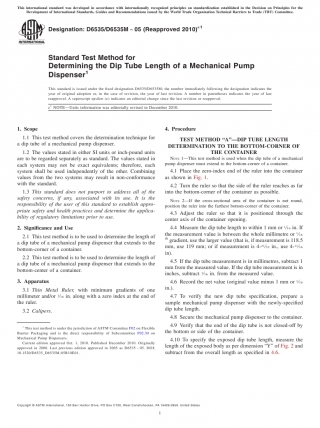 This international standard was developed in accordance with internationally recognized principles on standardization established in the Decision on Principles for the
Development of International Standards, Guides and Recommendations issued by the World Trade Organization Technical Barriers to Trade (TBT) Committee.
Designation: D6535/D6535M – 05 (Reapproved 2010)ε1
INTERNATIONAL
Standard Test Method for
Determining the Dip Tube Length of a Mechanical Pump
Dispenser1
This standard is issued under the fixed designation D6535/D6535M; the number immediately following the designation indicates the
year of original adoption or, in the case of revision, the year of last revision. A number in parentheses indicates the year of last
reapproval. A superscript epsilon (ε) indicates an editorial change since the last revision or reapproval.
ε1 NOTE—Units information was editorially revised in December 2010.
1. Scope
1.1 This test method covers the determination technique for
a dip tube of a mechanical pump dispenser.
1.2 The values stated in either SI units or inch-pound units
are to be regarded separately as standard. The values stated in
each system may not be exact equivalents; therefore, each
system shall be used independently of the other. Combining
values from the two systems may result in non-conformance
with the standard.
1.3 This standard does not purport to address all of the
safety concerns, if any, associated with its use. It is the
responsibility of the user of this standard to establish appro-
priate safety and health practices and determine the applica-
bility of regulatory limitations prior to use.
2. Significance and Use
2.1 This test method is to be used to determine the length of
a dip tube of a mechanical pump dispenser that extends to the
bottom-corner of a container.
2.2 This test method is to be used to determine the length of
a dip tube of a mechanical pump dispenser that extends to the
bottom-center of a container.
3. Apparatus
3.1 Thin Metal Ruler, with minimum gradients of one
millimeter and/or 1⁄16 in. along with a zero index at the end of
the ruler.
3.2 Calipers.
1 This test method is under the jurisdiction of ASTM Committee F02 on Flexible
Barrier Packaging and is the direct responsibility of Subcommittee F02.30 on
Mechanical Pump Dispensers.
Current edition approved Oct. 1, 2010. Published December 2010. Originally
approved in 2000. Last previous edition approved in 2005 as D6535 – 05. DOI:
4. Procedure
TEST METHOD “A”—DIP TUBE LENGTH
DETERMINATION TO THE BOTTOM-CORNER OF
THE CONTAINER
NOTE 1—This test method is used when the dip tube of a mechanical
pump dispenser must extend to the bottom corner of a container.
4.1 Place the zero-index end of the ruler into the container
as shown in Fig. 1.
4.2 Turn the ruler so that the side of the ruler reaches as far
into the bottom-corner of the container as possible.
NOTE 2—If the cross-sectional area of the container is not round,
position the ruler into the furthest bottom-corner of the container.
4.3 Adjust the ruler so that it is positioned through the
center axis of the container opening.
4.4 Measure the dip tube length to within 1 mm or 1⁄16 in. If
the measurement value is between the whole millimeter or 1⁄16
in. gradient, use the larger value (that is, if measurement is 118.5
mm, use 119 mm; or if measurement is
in).
4.5 If the dip tube measurement is in millimetres, subtract 1
mm from the measured value. If the dip tube measurement is in
inches, subtract 1⁄16 in. from the measured value.
4.6 Record the net value (original value minus 1 mm or 1⁄16
in.).
4.7 To verify the new dip tube specification, prepare a
sample mechanical pump dispenser with the newly-specified
dip tube length.
4.8 Secure the mechanical pump dispenser to the container.
4.9 Verify that the end of the dip tube is not closed-off by
the bottom or side of the container.
4.10 To specify the exposed dip tube length, measure the
length of the exposed body as per dimension “Y” of Fig. 2 and
subtract from the overall length as specified in 4.6.
Copyright © ASTM International, 100 Barr Harbor Drive, PO Box C700, West Conshohocken, PA 19428-2959. United States
1